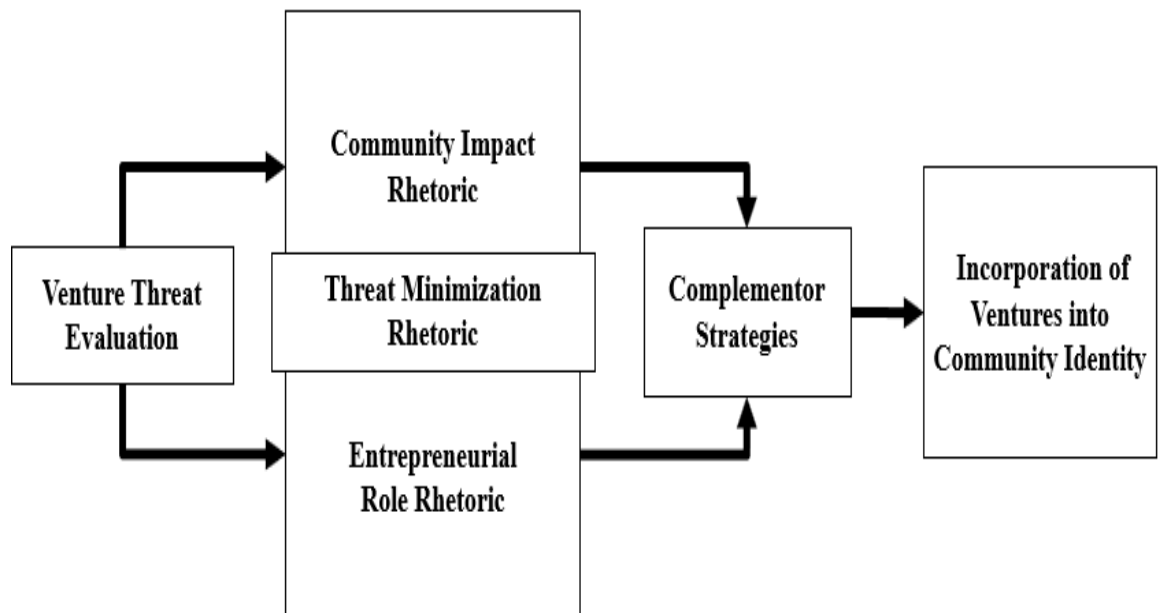 Community Impact
Rhetoric
Venture Threat
Evaluation
Threat Minimization
Rhetoric
Complementor
Strategies
Incorporation of
Ventures into
Community Identity
Entrepreneurial
Role Rhetoric